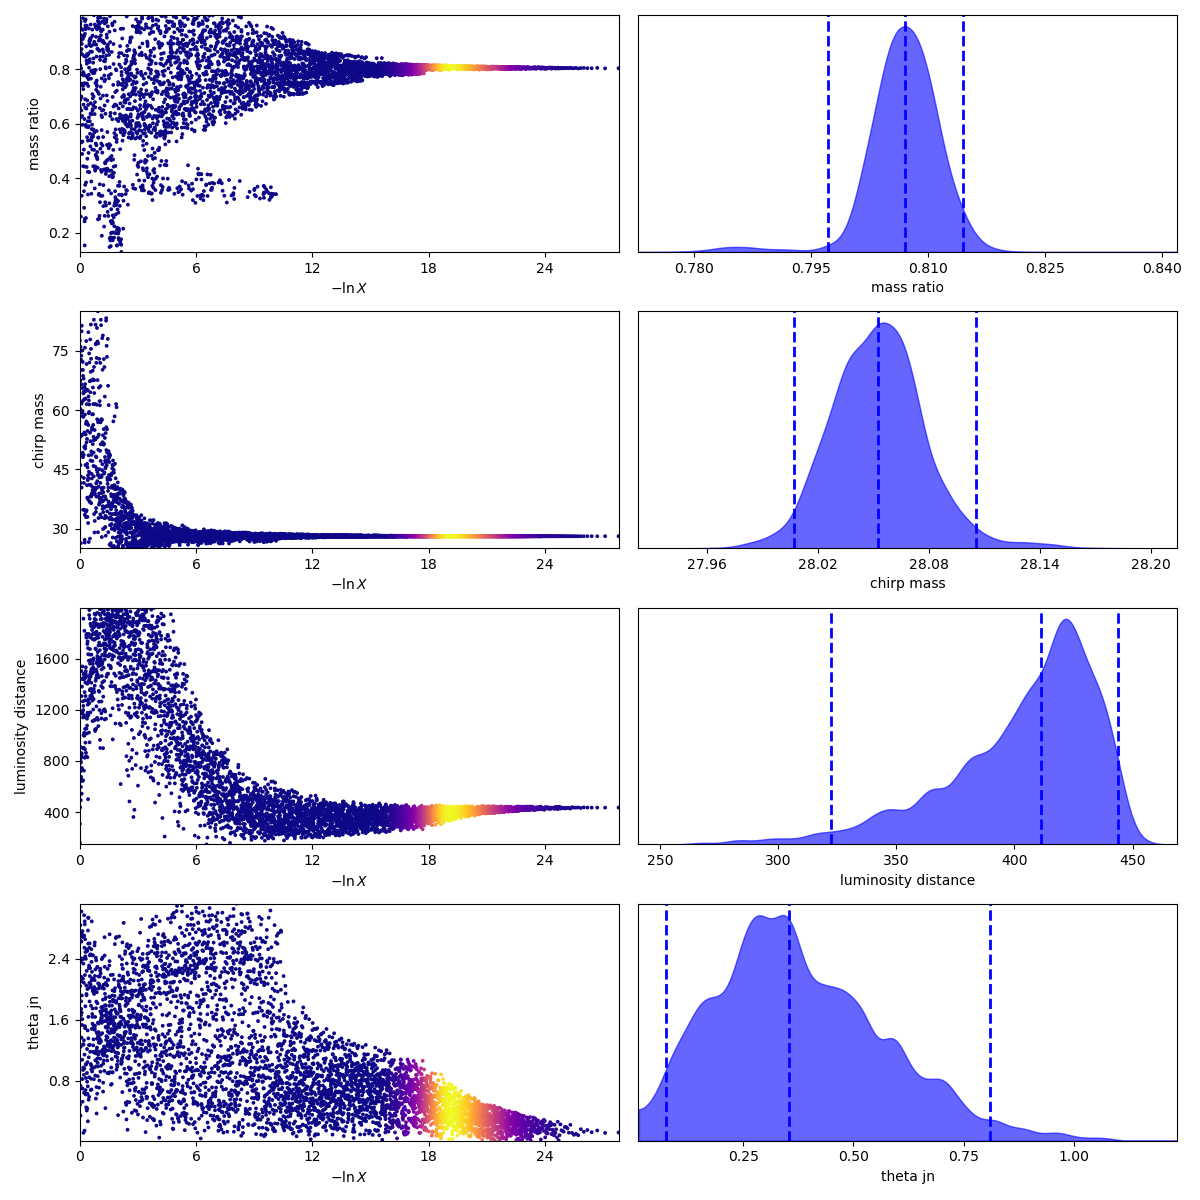 mass ratio
0.8
0.6
0.4
0.2
0 6 12 18 24
−ln X
0.780 0.795 0.810 0.825 0.840
mass ratio
chirp mass
75
60
45
30
0 6 12 18 24
−ln X
27.96 28.02 28.08 28.14 28.20
chirp mass
luminosity distance
1600
1200
800
400
0 6 12 18 24
−ln X
250 300 350 400 450
luminosity distance
theta jn
2.4
1.6
0.8
0 6 12 18 24
−ln X
0.25 0.50 0.75 1.00
theta jn